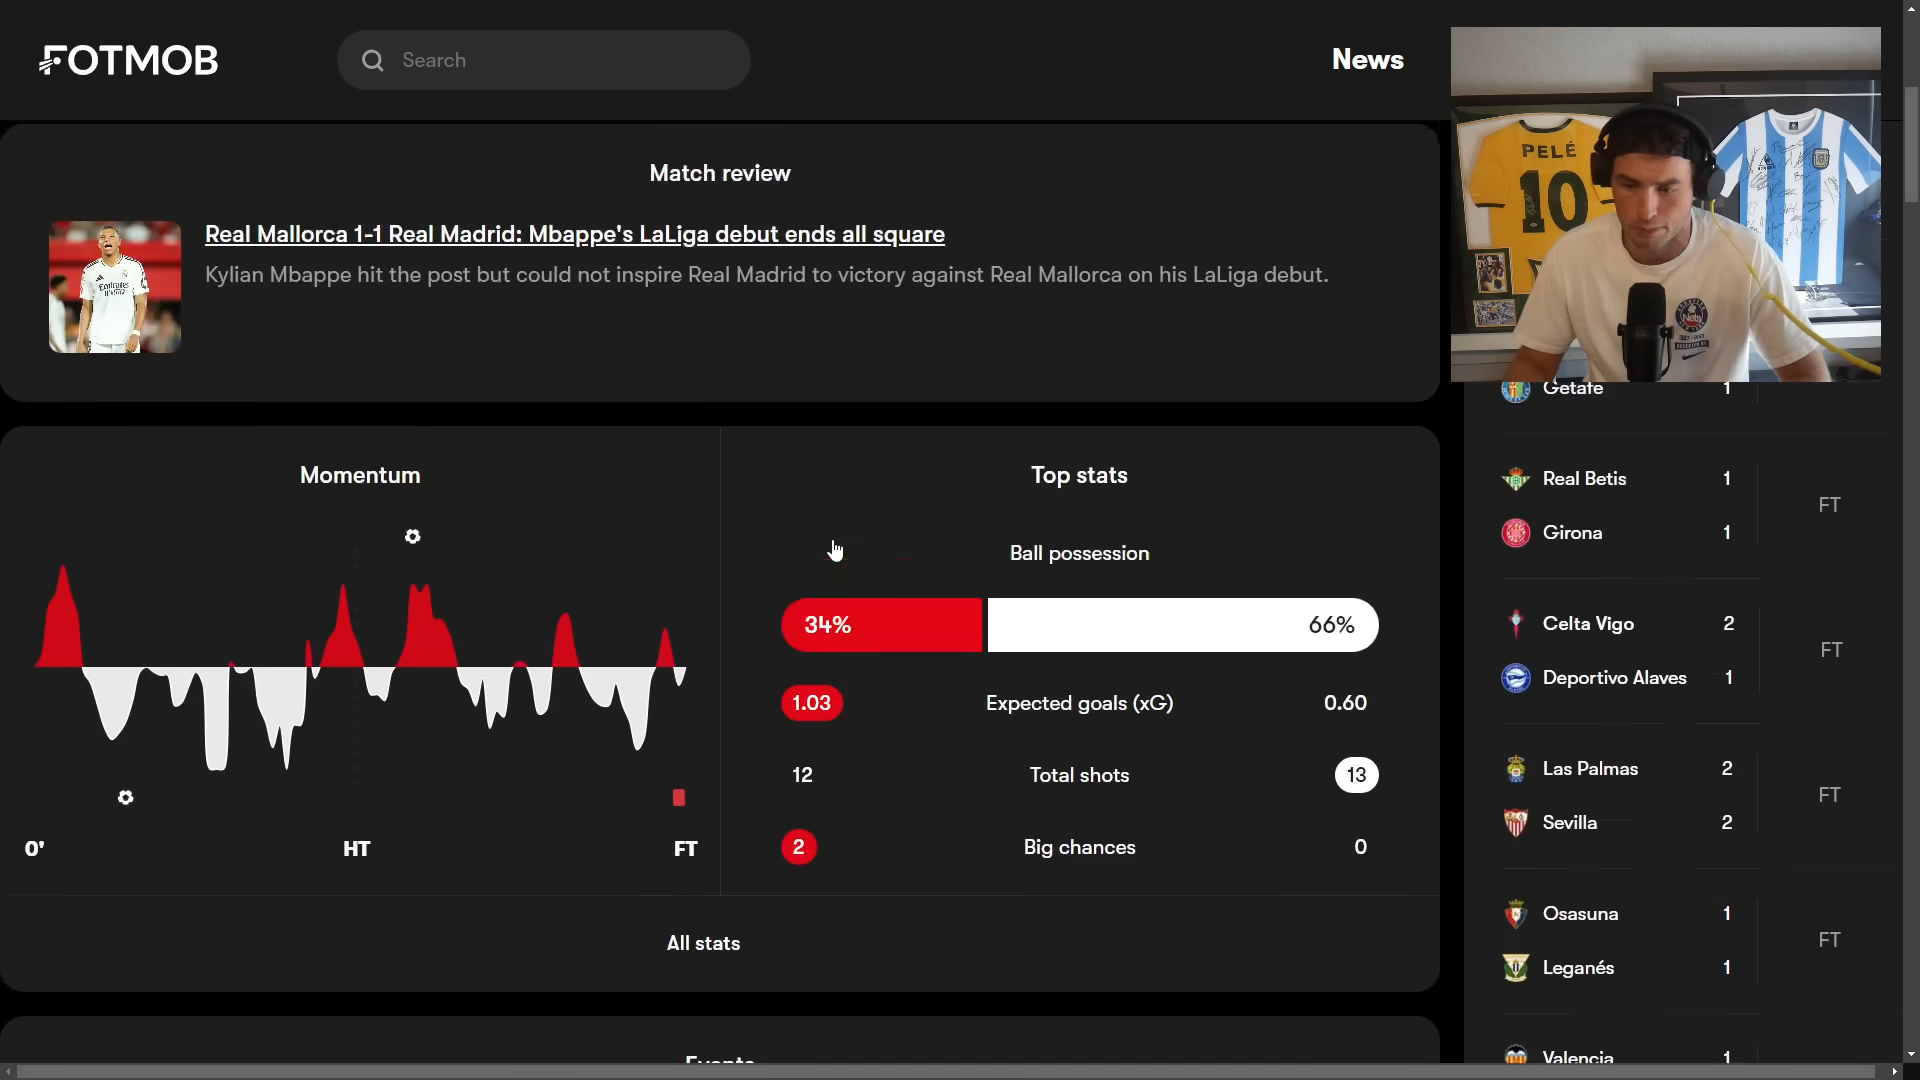 FOTMOB
Search
News
PELÉ
10
Nets
Match review
Real Mallorca 1-1 Real Madrid: Mbappe's LaLiga debut ends all square
Kylian Mbappe hit the post but could not inspire Real Madrid to victory against Real Mallorca on his LaLiga debut.
Getafe 1
Momentum
0' HT FT
Top stats
Ball possession
34% 66%
1.03 Expected goals (xG) 0.60
12 Total shots 13
2 Big chances 0
All stats
Events
Real Betis 1
Girona 1
FT
Celta Vigo 2
Deportivo Alaves 1
FT
Las Palmas 2
Sevilla 2
FT
Osasuna 1
Leganés 1
FT
Valencia 1